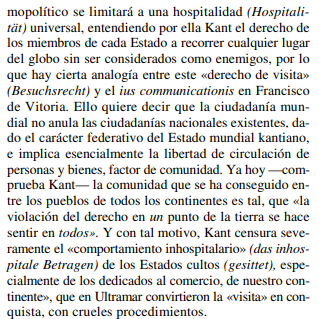 mopolítico se limitará a una hospitalidad (Hospitali-
tät) universal, entendiendo por ella Kant el derecho de
los miembros de cada Estado a recorrer cualquier lugar
del globo sin ser considerados como enemigos, por lo
que hay cierta analogía entre este «derecho de visita»
(Besuchsrecht) y el ius communicationis en Francisco
de Vitoria. Ello quiere decir que la ciudadanía mun-
dial no anula las ciudadanías nacionales existentes, da-
do el carácter federativo del Estado mundial kantiano,
e implica esencialmente la libertad de circulación de
personas y bienes, factor de comunidad. Ya hoy —com-
prueba Kant— la comunidad que se ha conseguido en-
tre los pueblos de todos los continentes es tal, que «la
violación del derecho en un punto de la tierra se hace
sentir en todos». Y con tal motivo, Kant censura seve-
ramente el «comportamiento inhospitalario» (das inhos-
pitale Betragen) de los Estados cultos (gesittet), espe-
cialmente de los dedicados al comercio, de nuestro con-
tinente», que en Ultramar convirtieron la «visita» en con-
quista, con crueles procedimientos.